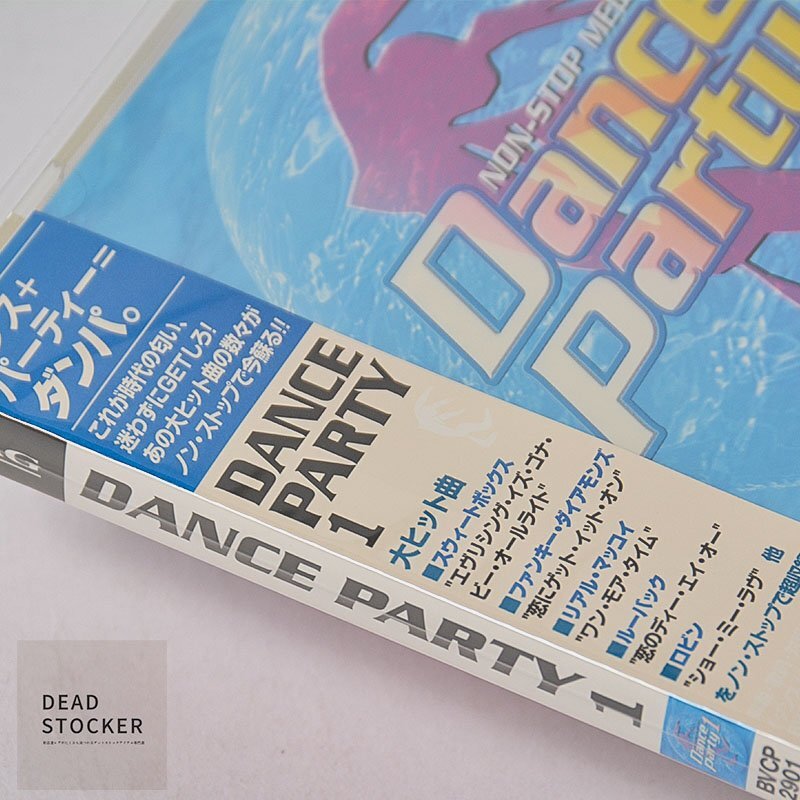 NON-STOP
Dance
Party
パーティー=
ダンパ。
これが時代の匂い、
迷わずにGETしろ!
あの大ヒット曲の数々が
ノン・ストップで今蘇る!!
DANCE
PARTY
1
大ヒット曲
■スウィートボックス
"エヴリシング・イズ・ゴナ・
ビー・オールライド"
■ファンキー・ダイアモンズ
"恋にゲット・イット・オン"
■リアル・マッコイ
"ワン・モア・タイム"
■ルーバック
"恋のディー・エイ・オー"
■ロビン
"ショー・ミー・ラヴ" 他
をノン・ストップで超収録
DANCE PARTY 1
Dance
Party 1
BVCP
2901
DEAD
STOCKER